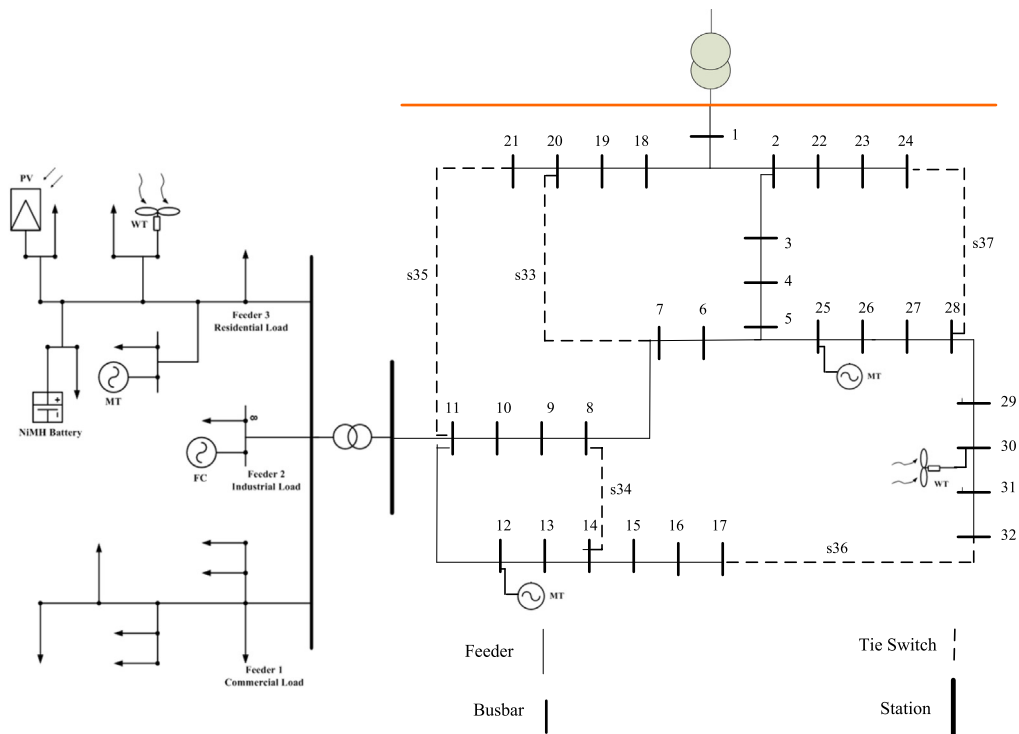 1
21 20 19 18 2 22 23 24
PV
WT
3
s35
s33
s37
4
Feeder 3
Residential Load
7 6 5 25 26 27 28
MT
MT
NiMH Battery
29
8
11 10 9 8
30
FC
Feeder 2
Industrial Load
WT
s34
31
12 13 14 15 16 17
32
s36
MT
Feeder
Tie Switch
Feeder 1
Commercial Load
Busbar
Station